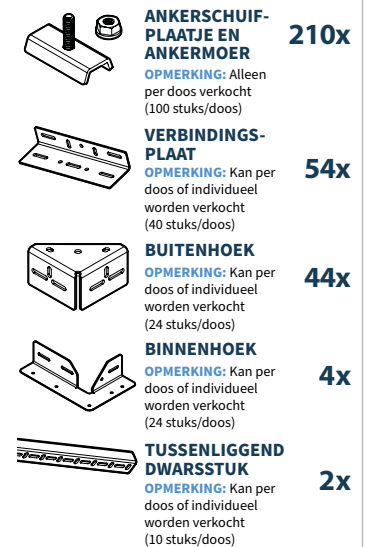 ANKERSCHUIF-
PLAATJE EN
ANKERMOER
210x
OPMERKING: Alleen
per doos verkocht
(100 stuks/doos)
VERBINDINGS-
PLAAT
54x
OPMERKING: Kan per
doos of individueel
worden verkocht
(40 stuks/doos)
BUITENHOEK
44x
OPMERKING: Kan per
doos of individueel
worden verkocht
(24 stuks/doos)
BINNENHOEK
4x
OPMERKING: Kan per
doos of individueel
worden verkocht
(24 stuks/doos)
TUSSENLIGGEND
DWARSSTUK
2x
OPMERKING: Kan per
doos of individueel
worden verkocht
(10 stuks/doos)